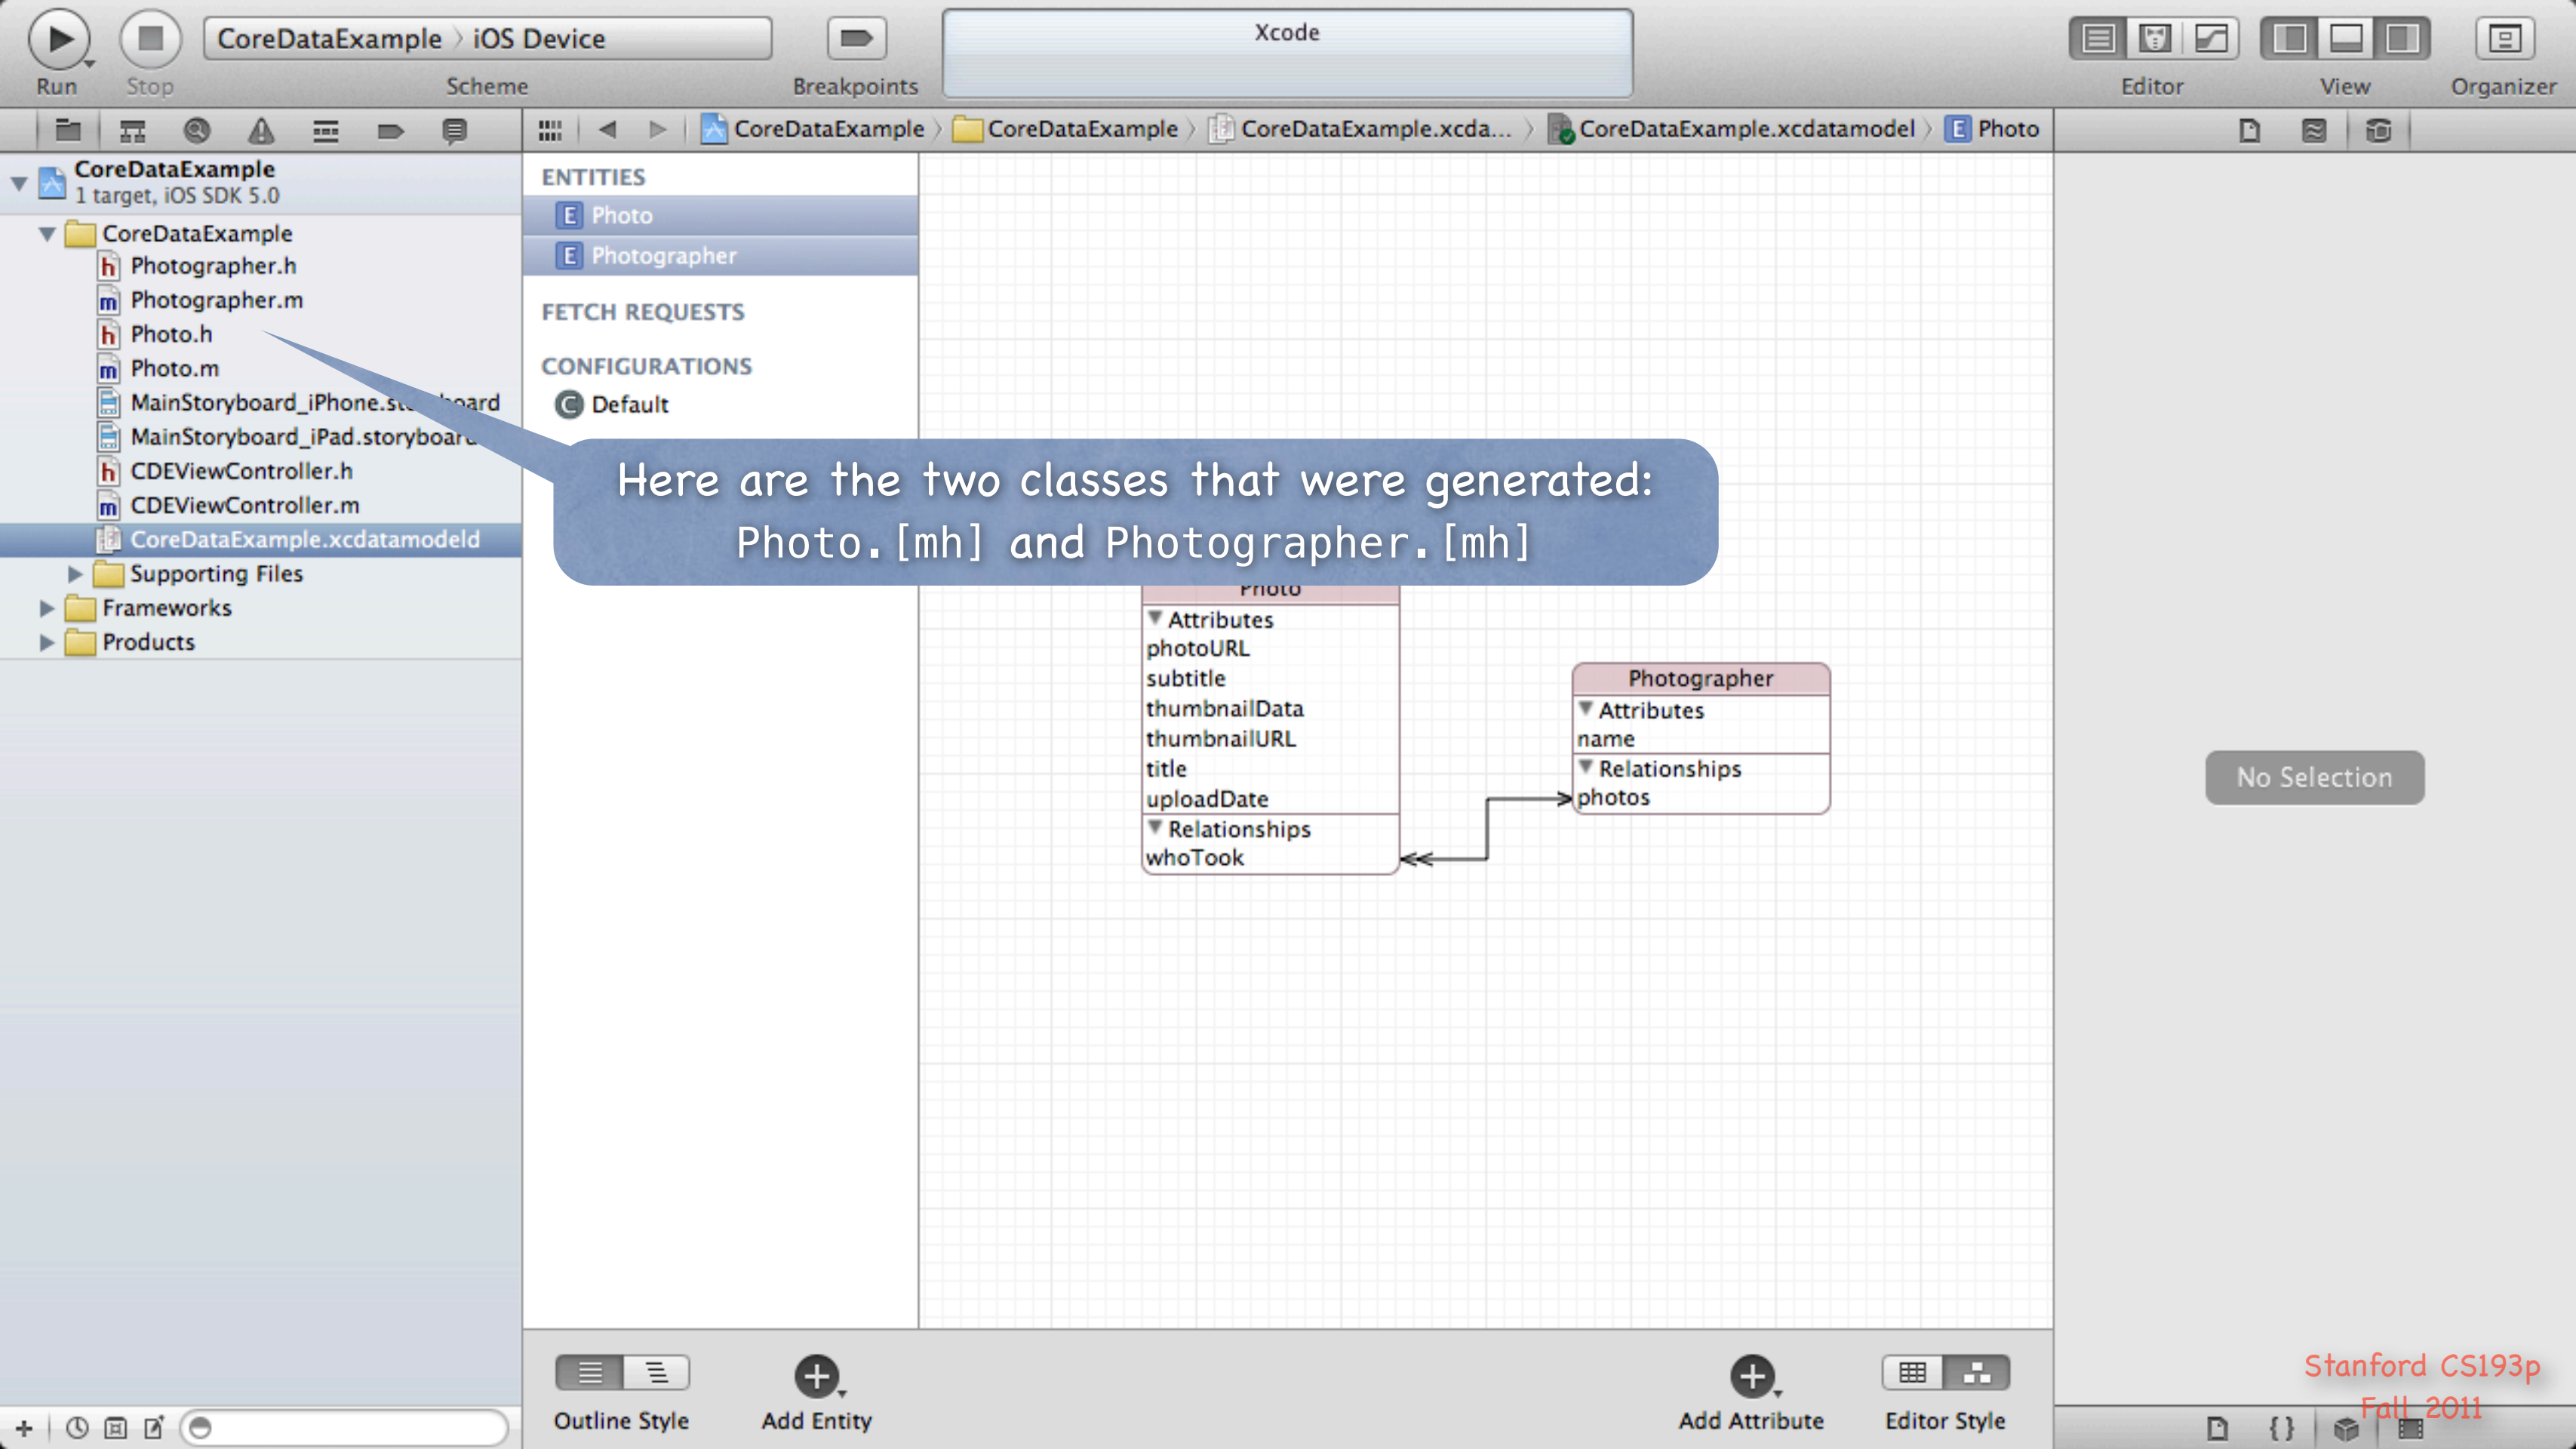 CoreDataExample 〉 iOS Device
Xcode
Run
Stop
Scheme
Breakpoints
Editor
View
Organizer
CoreDataExample 〉 CoreDataExample 〉 CoreDataExample.xcda... 〉 CoreDataExample.xcdatamodel 〉 E Photo
CoreDataExample
1 target, iOS SDK 5.0
CoreDataExample
h Photographer.h
m Photographer.m
h Photo.h
m Photo.m
MainStoryboard_iPhone.storyboard
MainStoryboard_iPad.storyboard
h CDEViewController.h
m CDEViewController.m
CoreDataExample.xcdatamodeld
Supporting Files
Frameworks
Products
ENTITIES
E Photo
E Photographer
FETCH REQUESTS
CONFIGURATIONS
C Default
Here are the two classes that were generated:
Photo.[mh] and Photographer.[mh]
Photo
Attributes
photoURL
subtitle
thumbnailData
thumbnailURL
title
uploadDate
Relationships
whoTook
Photographer
Attributes
name
Relationships
photos
No Selection
Outline Style
Add Entity
Add Attribute
Editor Style
Stanford CS193p
Fall 2011